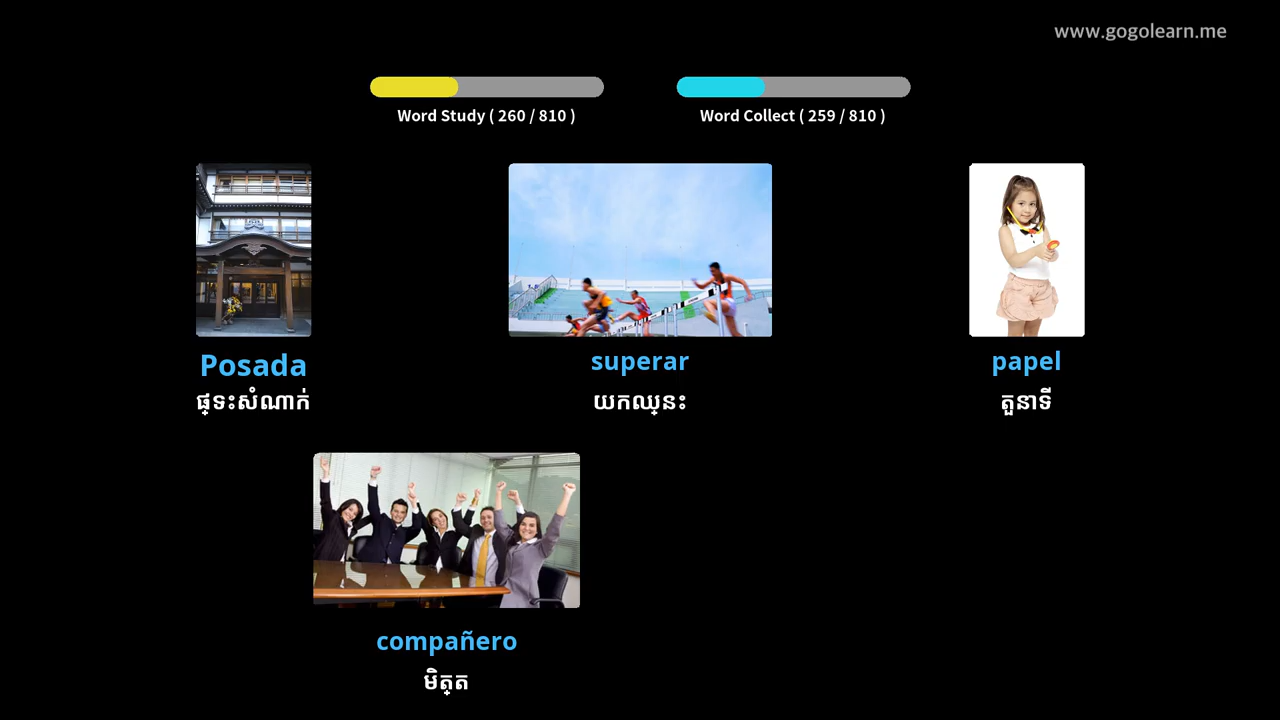 www.gogolearn.me
Word Study ( 260 / 810 )
Word Collect ( 259 / 810 )
Posada
ផ្ទះសំណាក់
superar
យកឈ្នះ
papel
តួនាទី
compañero
មិត្ត